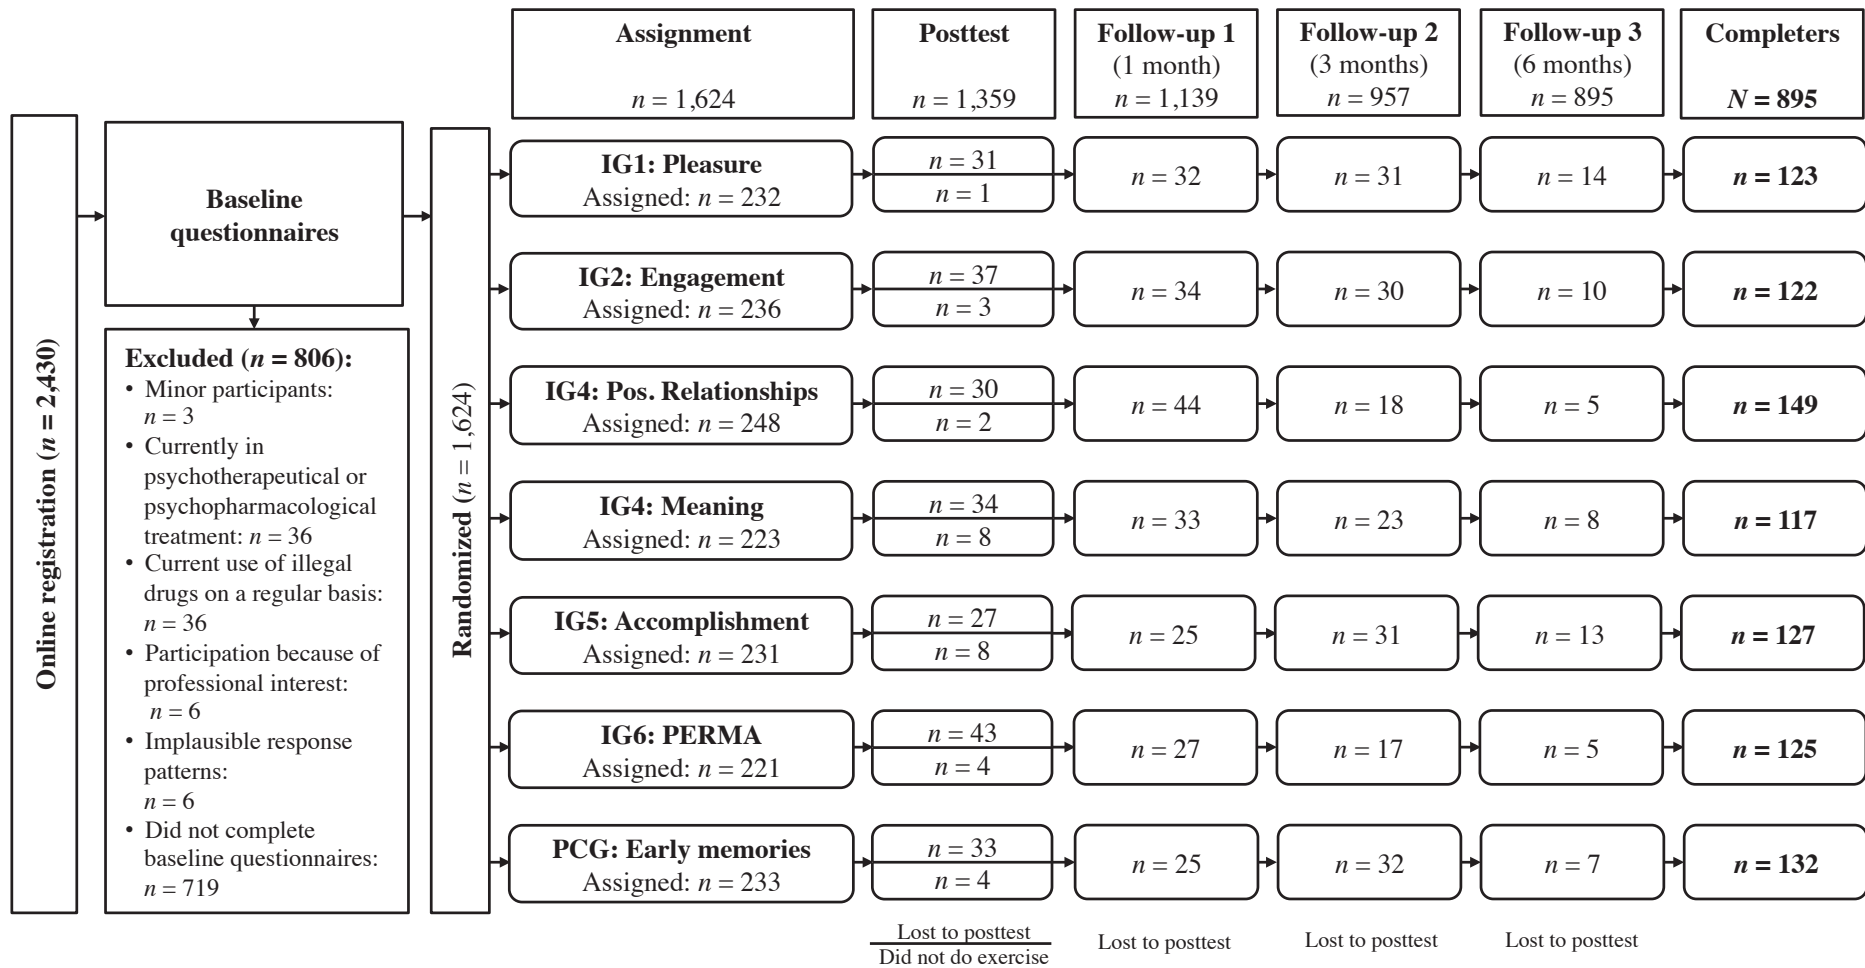 Assignment
n = 1,624
Posttest
n = 1,359
Follow-up 1
(1 month)
n = 1,139
Follow-up 2
(3 months)
n = 957
Follow-up 3
(6 months)
n = 895
Completers
N = 895
Online registration (n = 2,430)
Baseline
questionnaires
Excluded (n = 806):
• Minor participants:
n = 3
• Currently in
psychotherapeutical or
psychopharmacological
treatment: n = 36
• Current use of illegal
drugs on a regular basis:
n = 36
• Participation because of
professional interest:
n = 6
• Implausible response
patterns:
n = 6
• Did not complete
baseline questionnaires:
n = 719
Randomized (n = 1,624)
IG1: Pleasure
Assigned: n = 232
n = 31
n = 1
n = 32
n = 31
n = 14
n = 123
IG2: Engagement
Assigned: n = 236
n = 37
n = 3
n = 34
n = 30
n = 10
n = 122
IG4: Pos. Relationships
Assigned: n = 248
n = 30
n = 2
n = 44
n = 18
n = 5
n = 149
IG4: Meaning
Assigned: n = 223
n = 34
n = 8
n = 33
n = 23
n = 8
n = 117
IG5: Accomplishment
Assigned: n = 231
n = 27
n = 8
n = 25
n = 31
n = 13
n = 127
IG6: PERMA
Assigned: n = 221
n = 43
n = 4
n = 27
n = 17
n = 5
n = 125
PCG: Early memories
Assigned: n = 233
n = 33
n = 4
n = 25
n = 32
n = 7
n = 132
Lost to posttest
Did not do exercise
Lost to posttest
Lost to posttest
Lost to posttest